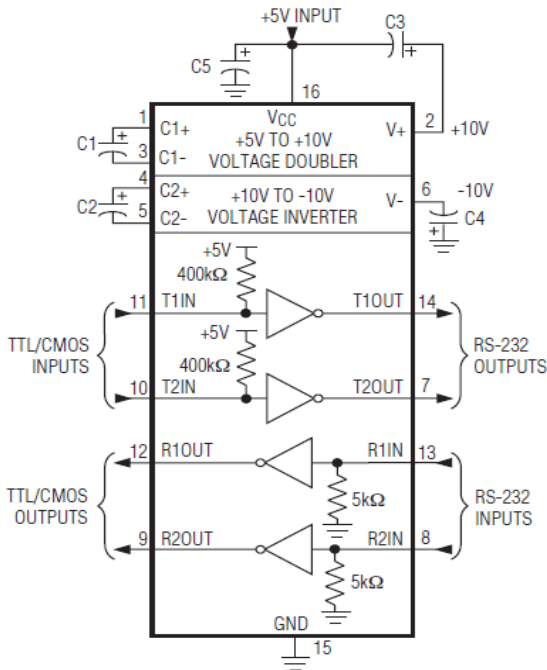 +5V INPUT
C3
+
C5
+
16
1
C1+
VCC
V+
2
+10V
C1
+
+5V TO +10V
3
C1-
VOLTAGE DOUBLER
4
C2+
+10V TO -10V
V-
6
-10V
C2
+
5
C2-
VOLTAGE INVERTER
+
C4
+5V
400kΩ
11
T1IN
T1OUT
14
+5V
TTL/CMOS
INPUTS
400kΩ
RS-232
OUTPUTS
10
T2IN
T2OUT
7
12
R1OUT
R1IN
13
TTL/CMOS
OUTPUTS
5kΩ
RS-232
INPUTS
9
R2OUT
R2IN
8
5kΩ
GND
15